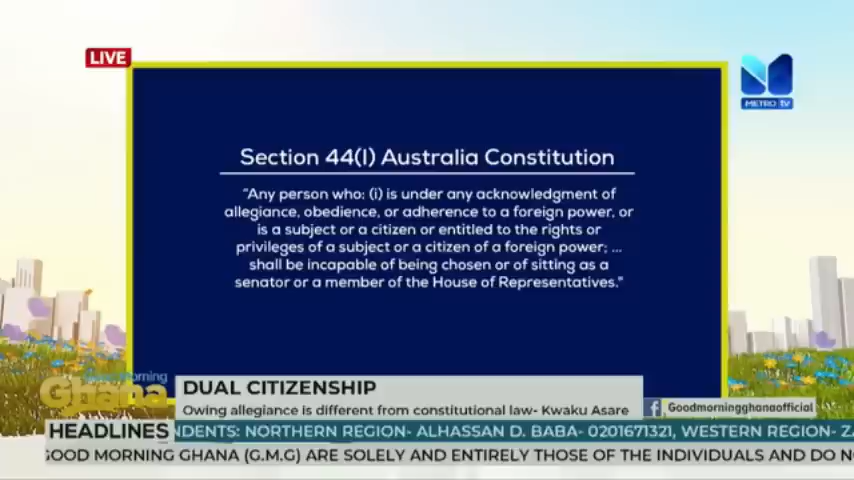 LIVE
METRO TV
Section 44(I) Australia Constitution
"Any person who: (i) is under any acknowledgment of
allegiance, obedience, or adherence to a foreign power, or
is a subject or a citizen or entitled to the rights or
privileges of a subject or a citizen of a foreign power; ...
shall be incapable of being chosen or of sitting as a
senator or a member of the House of Representatives."
Good Morning
Ghana
DUAL CITIZENSHIP
Owing allegiance is different from constitutional law- Kwaku Asare
f Goodmorningghanaofficial
HEADLINES
NDENTS: NORTHERN REGION- ALHASSAN D. BABA- 0201671321, WESTERN REGION- ZA
GOOD MORNING GHANA (G.M.G) ARE SOLELY AND ENTIRELY THOSE OF THE INDIVIDUALS AND DO NO